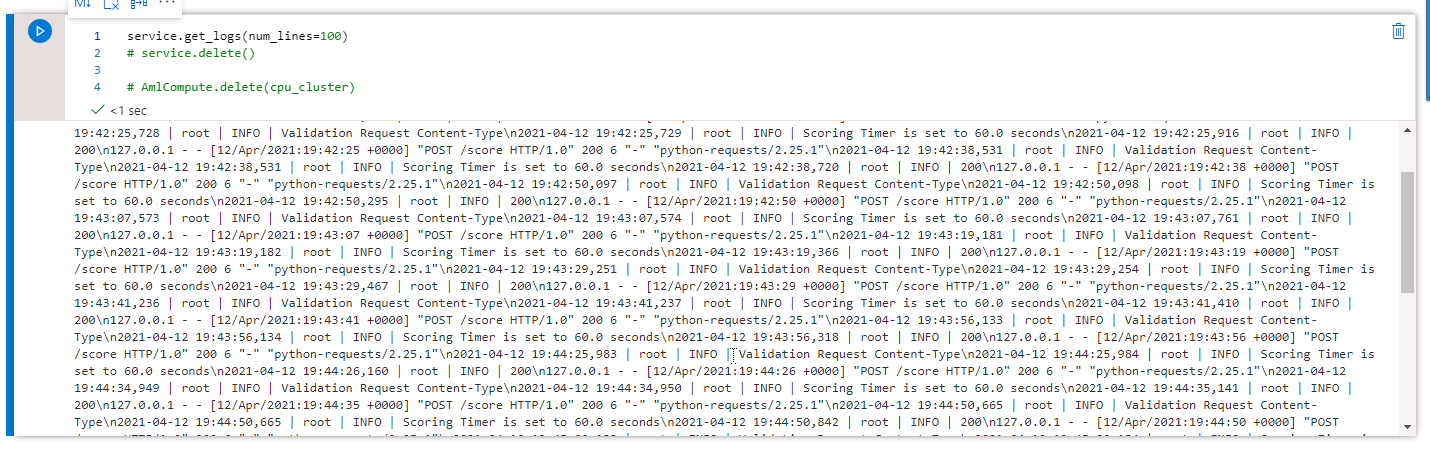 M↓
1 service.get_logs(num_lines=100)
2 # service.delete()
3
4 # AmlCompute.delete(cpu_cluster)
<1 sec
19:42:25,728 | root | INFO | Validation Request Content-Type\n2021-04-12 19:42:25,729 | root | INFO | Scoring Timer is set to 60.0 seconds\n2021-04-12 19:42:25,916 | root | INFO |
200\n127.0.0.1 - - [12/Apr/2021:19:42:25 +0000] "POST /score HTTP/1.0" 200 6 "-" "python-requests/2.25.1"\n2021-04-12 19:42:38,531 | root | INFO | Validation Request Content-
Type\n2021-04-12 19:42:38,531 | root | INFO | Scoring Timer is set to 60.0 seconds\n2021-04-12 19:42:38,720 | root | INFO | 200\n127.0.0.1 - - [12/Apr/2021:19:42:38 +0000] "POST
/score HTTP/1.0" 200 6 "-" "python-requests/2.25.1"\n2021-04-12 19:42:50,097 | root | INFO | Validation Request Content-Type\n2021-04-12 19:42:50,098 | root | INFO | Scoring Timer is
set to 60.0 seconds\n2021-04-12 19:42:50,295 | root | INFO | 200\n127.0.0.1 - - [12/Apr/2021:19:42:50 +0000] "POST /score HTTP/1.0" 200 6 "-" "python-requests/2.25.1"\n2021-04-12
19:43:07,573 | root | INFO | Validation Request Content-Type\n2021-04-12 19:43:07,574 | root | INFO | Scoring Timer is set to 60.0 seconds\n2021-04-12 19:43:07,761 | root | INFO |
200\n127.0.0.1 - - [12/Apr/2021:19:43:07 +0000] "POST /score HTTP/1.0" 200 6 "-" "python-requests/2.25.1"\n2021-04-12 19:43:19,181 | root | INFO | Validation Request Content-
Type\n2021-04-12 19:43:19,182 | root | INFO | Scoring Timer is set to 60.0 seconds\n2021-04-12 19:43:19,366 | root | INFO | 200\n127.0.0.1 - - [12/Apr/2021:19:43:19 +0000] "POST
/score HTTP/1.0" 200 6 "-" "python-requests/2.25.1"\n2021-04-12 19:43:29,251 | root | INFO | Validation Request Content-Type\n2021-04-12 19:43:29,254 | root | INFO | Scoring Timer is
set to 60.0 seconds\n2021-04-12 19:43:29,467 | root | INFO | 200\n127.0.0.1 - - [12/Apr/2021:19:43:29 +0000] "POST /score HTTP/1.0" 200 6 "-" "python-requests/2.25.1"\n2021-04-12
19:43:41,236 | root | INFO | Validation Request Content-Type\n2021-04-12 19:43:41,237 | root | INFO | Scoring Timer is set to 60.0 seconds\n2021-04-12 19:43:41,410 | root | INFO |
200\n127.0.0.1 - - [12/Apr/2021:19:43:41 +0000] "POST /score HTTP/1.0" 200 6 "-" "python-requests/2.25.1"\n2021-04-12 19:43:56,133 | root | INFO | Validation Request Content-
Type\n2021-04-12 19:43:56,134 | root | INFO | Scoring Timer is set to 60.0 seconds\n2021-04-12 19:43:56,318 | root | INFO | 200\n127.0.0.1 - - [12/Apr/2021:19:43:56 +0000] "POST
/score HTTP/1.0" 200 6 "-" "python-requests/2.25.1"\n2021-04-12 19:44:25,983 | root | INFO | Validation Request Content-Type\n2021-04-12 19:44:25,984 | root | INFO | Scoring Timer is
set to 60.0 seconds\n2021-04-12 19:44:26,160 | root | INFO | 200\n127.0.0.1 - - [12/Apr/2021:19:44:26 +0000] "POST /score HTTP/1.0" 200 6 "-" "python-requests/2.25.1"\n2021-04-12
19:44:34,949 | root | INFO | Validation Request Content-Type\n2021-04-12 19:44:34,950 | root | INFO | Scoring Timer is set to 60.0 seconds\n2021-04-12 19:44:35,141 | root | INFO |
200\n127.0.0.1 - - [12/Apr/2021:19:44:35 +0000] "POST /score HTTP/1.0" 200 6 "-" "python-requests/2.25.1"\n2021-04-12 19:44:50,665 | root | INFO | Validation Request Content-
Type\n2021-04-12 19:44:50,665 | root | INFO | Scoring Timer is set to 60.0 seconds\n2021-04-12 19:44:50,842 | root | INFO | 200\n127.0.0.1 - - [12/Apr/2021:19:44:50 +0000] "POST